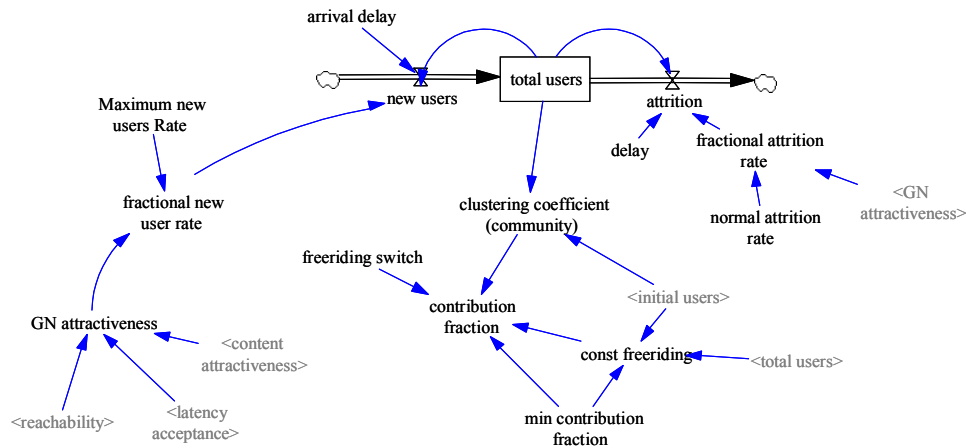 arrival delay
new users
total users
attrition
Maximum new
users Rate
delay
fractional attrition
rate
<GN
attractiveness>
fractional new
user rate
clustering coefficient
(community)
normal attrition
rate
freeriding switch
contribution
fraction
<initial users>
GN attractiveness
<content
attractiveness>
const freeriding
<total users>
<reachability>
<latency
acceptance>
min contribution
fraction